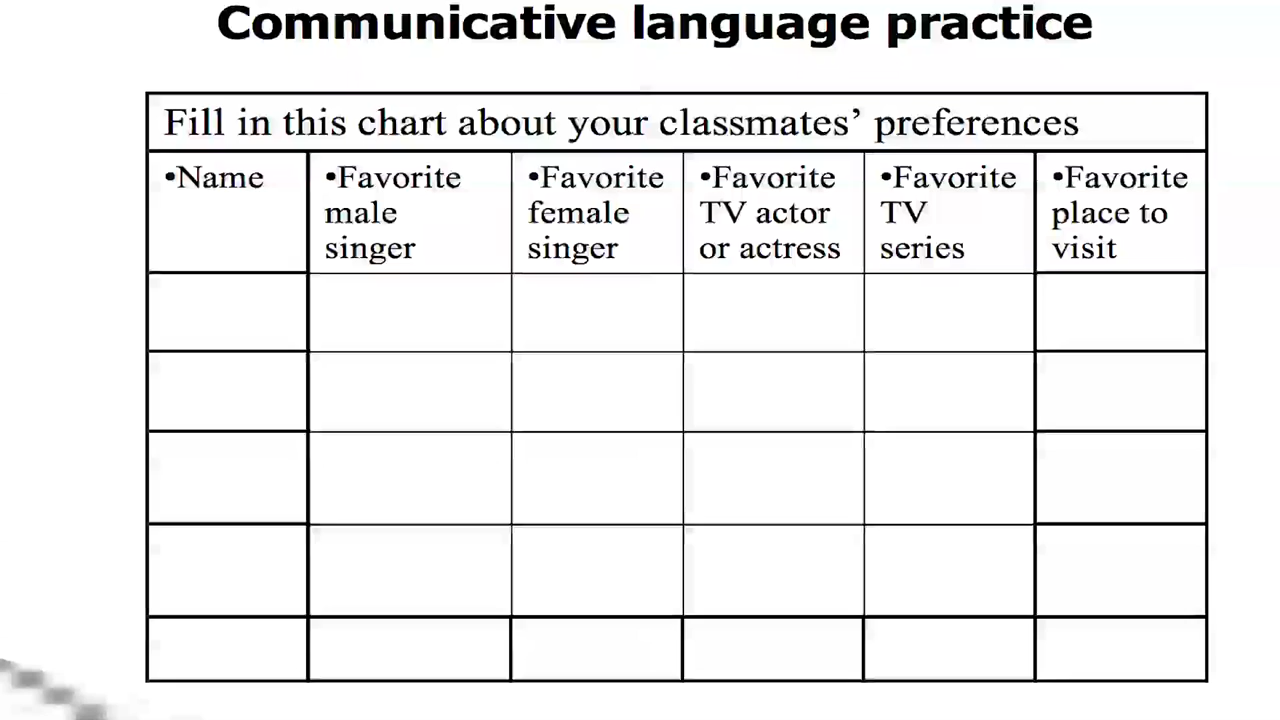 Communicative language practice
Fill in this chart about your classmates’ preferences
•Name
•Favorite
male
singer
•Favorite
female
singer
•Favorite
TV actor
or actress
•Favorite
TV
series
•Favorite
place to
visit